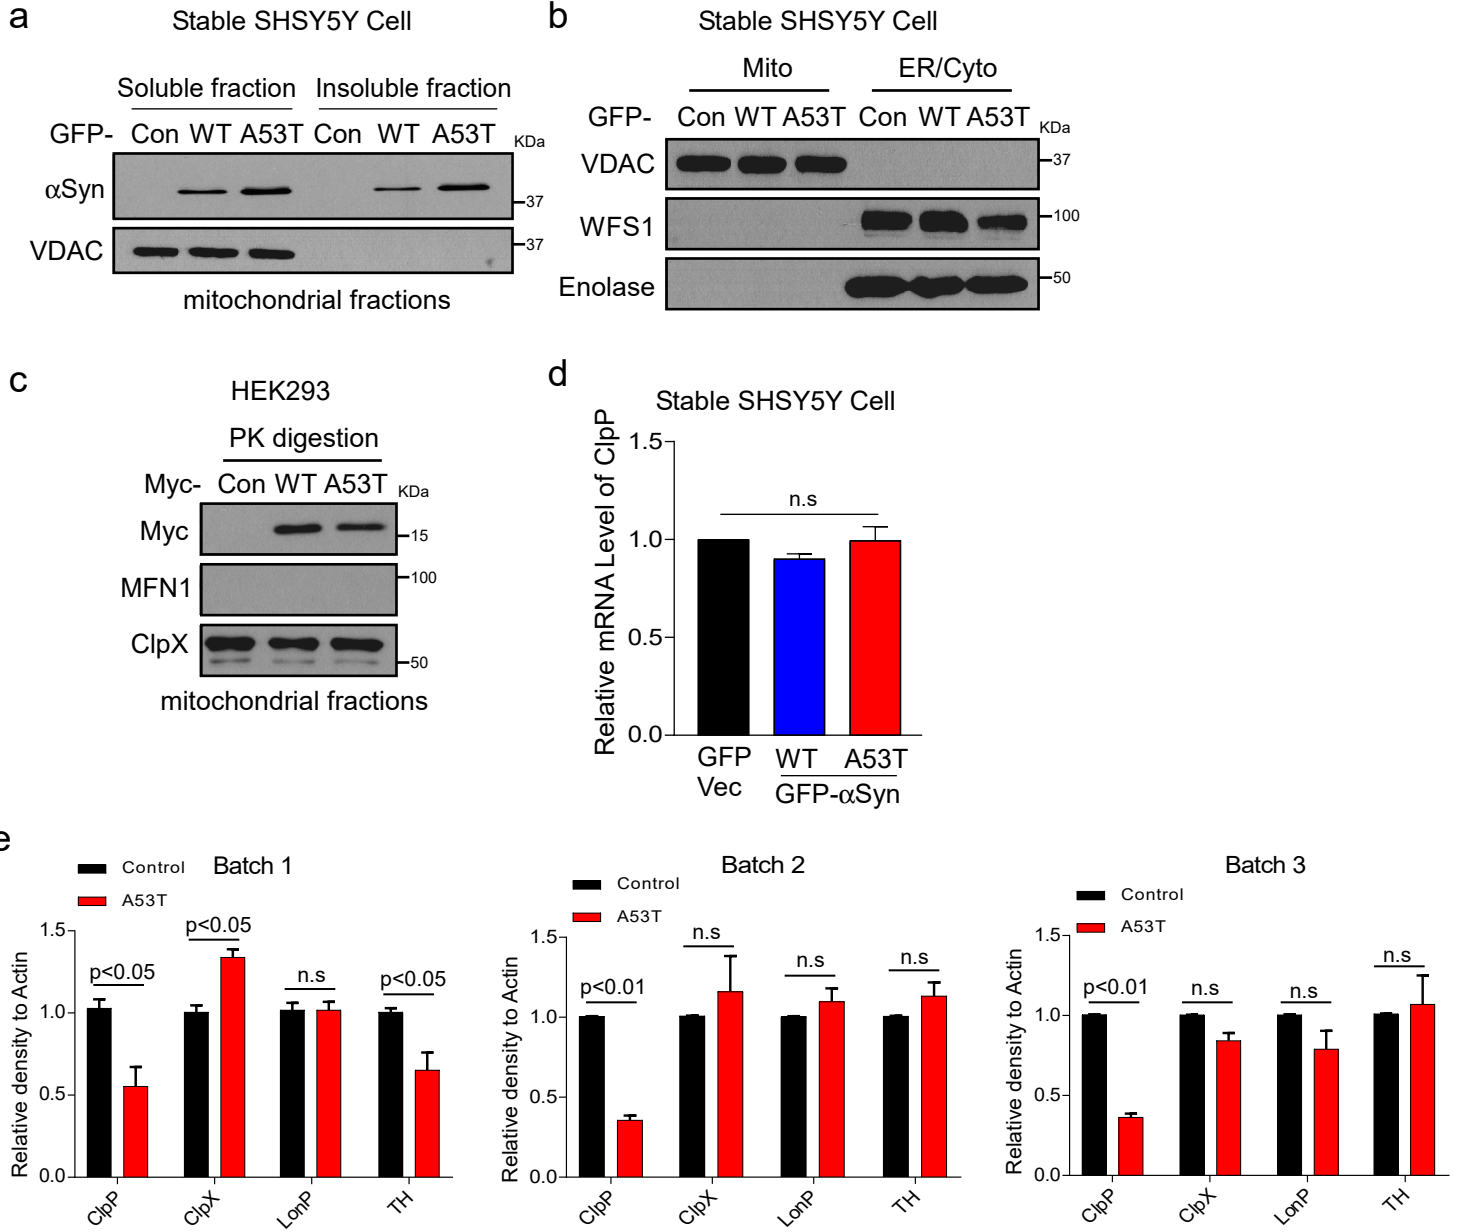 a
Stable SHSY5Y Cell
Soluble fraction Insoluble fraction
GFP- Con WT A53T Con WT A53T KDa
αSyn
37
VDAC
37
mitochondrial fractions
b
Stable SHSY5Y Cell
Mito ER/Cyto
GFP- Con WT A53T Con WT A53T KDa
VDAC
37
WFS1
100
Enolase
50
c
HEK293
PK digestion
Myc- Con WT A53T KDa
Myc
15
MFN1
100
ClpX
50
mitochondrial fractions
d
Stable SHSY5Y Cell
Relative mRNA Level of ClpP
1.5
1.0
0.5
0.0
n.s
GFP Vec
WT A53T
GFP-αSyn
e
Control
A53T
Batch 1
Relative density to Actin
1.5
1.0
0.5
0.0
p<0.05
p<0.05
n.s
p<0.05
ClpP ClpX LonP TH
Batch 2
Control
A53T
Relative density to Actin
1.5
1.0
0.5
0.0
p<0.01
n.s
n.s
n.s
ClpP ClpX LonP TH
Batch 3
Control
A53T
Relative density to Actin
1.5
1.0
0.5
0.0
p<0.01
n.s
n.s
n.s
ClpP ClpX LonP TH